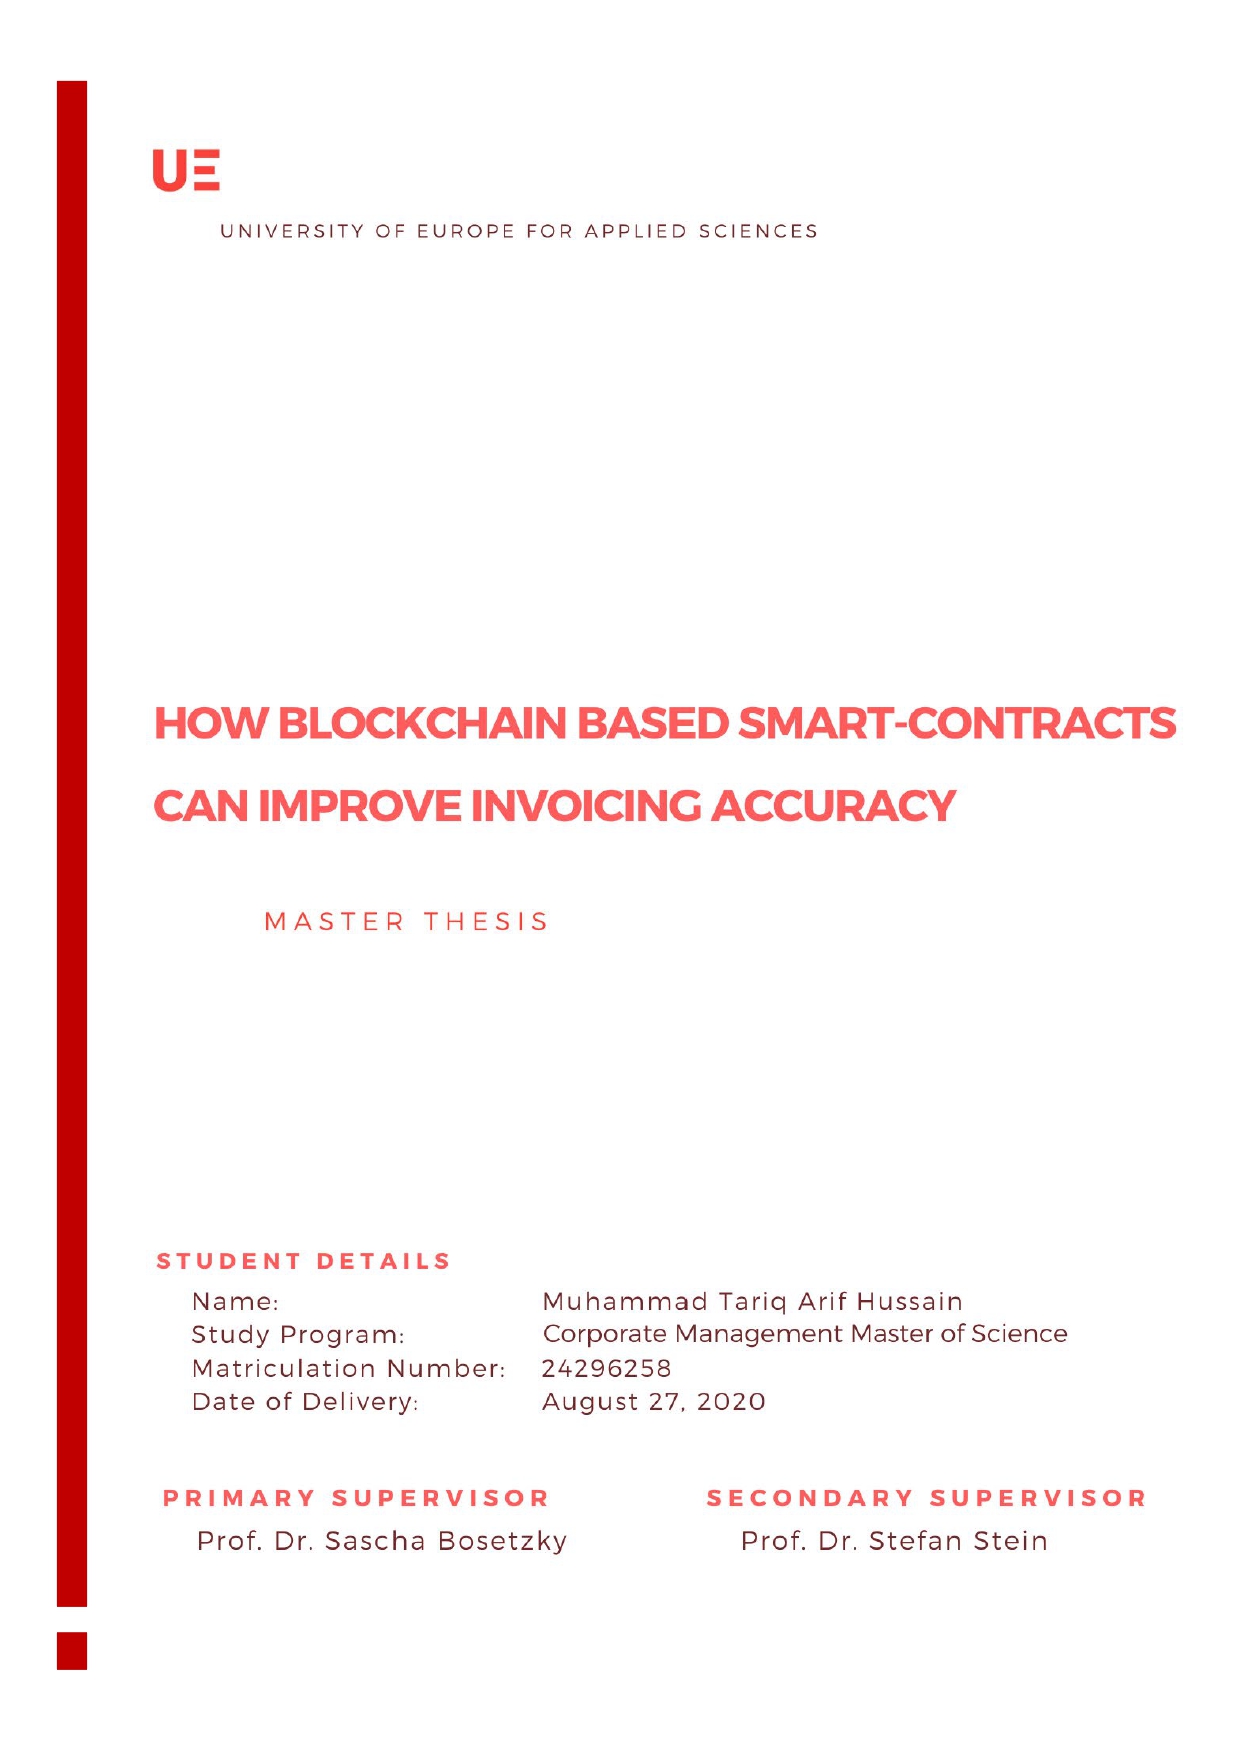 UE
UNIVERSITY OF EUROPE FOR APPLIED SCIENCES
HOW BLOCKCHAIN BASED SMART-CONTRACTS
CAN IMPROVE INVOICING ACCURACY
MASTER THESIS
STUDENT DETAILS
Name: Muhammad Tariq Arif Hussain
Study Program: Corporate Management Master of Science
Matriculation Number: 24296258
Date of Delivery: August 27, 2020
PRIMARY SUPERVISOR SECONDARY SUPERVISOR
Prof. Dr. Sascha Bosetzky Prof. Dr. Stefan Stein